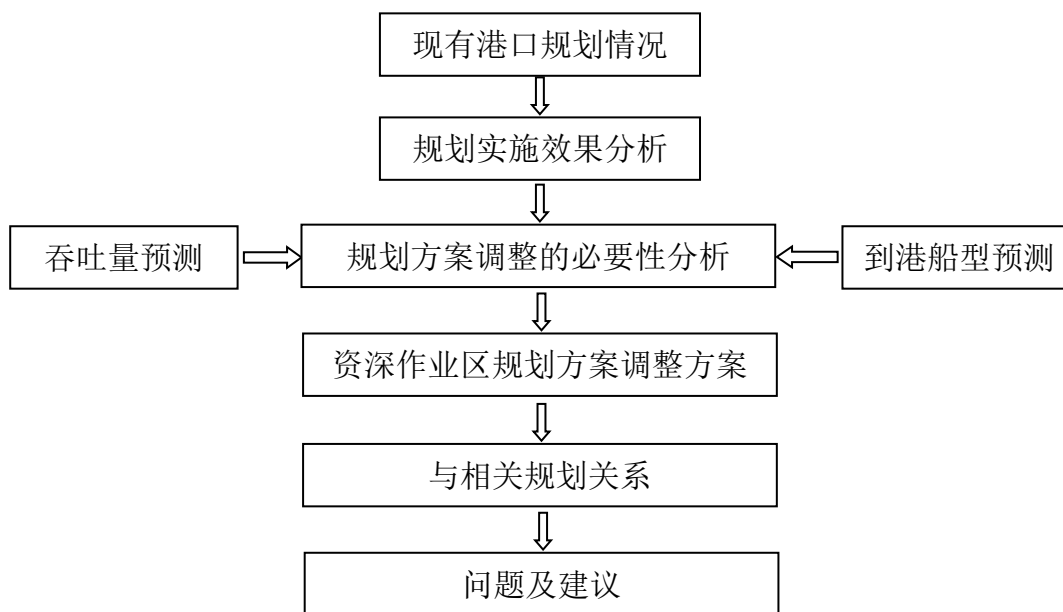 现有港口规划情况
规划实施效果分析
吞吐量预测
规划方案调整的必要性分析
到港船型预测
资深作业区规划方案调整方案
与相关规划关系
问题及建议